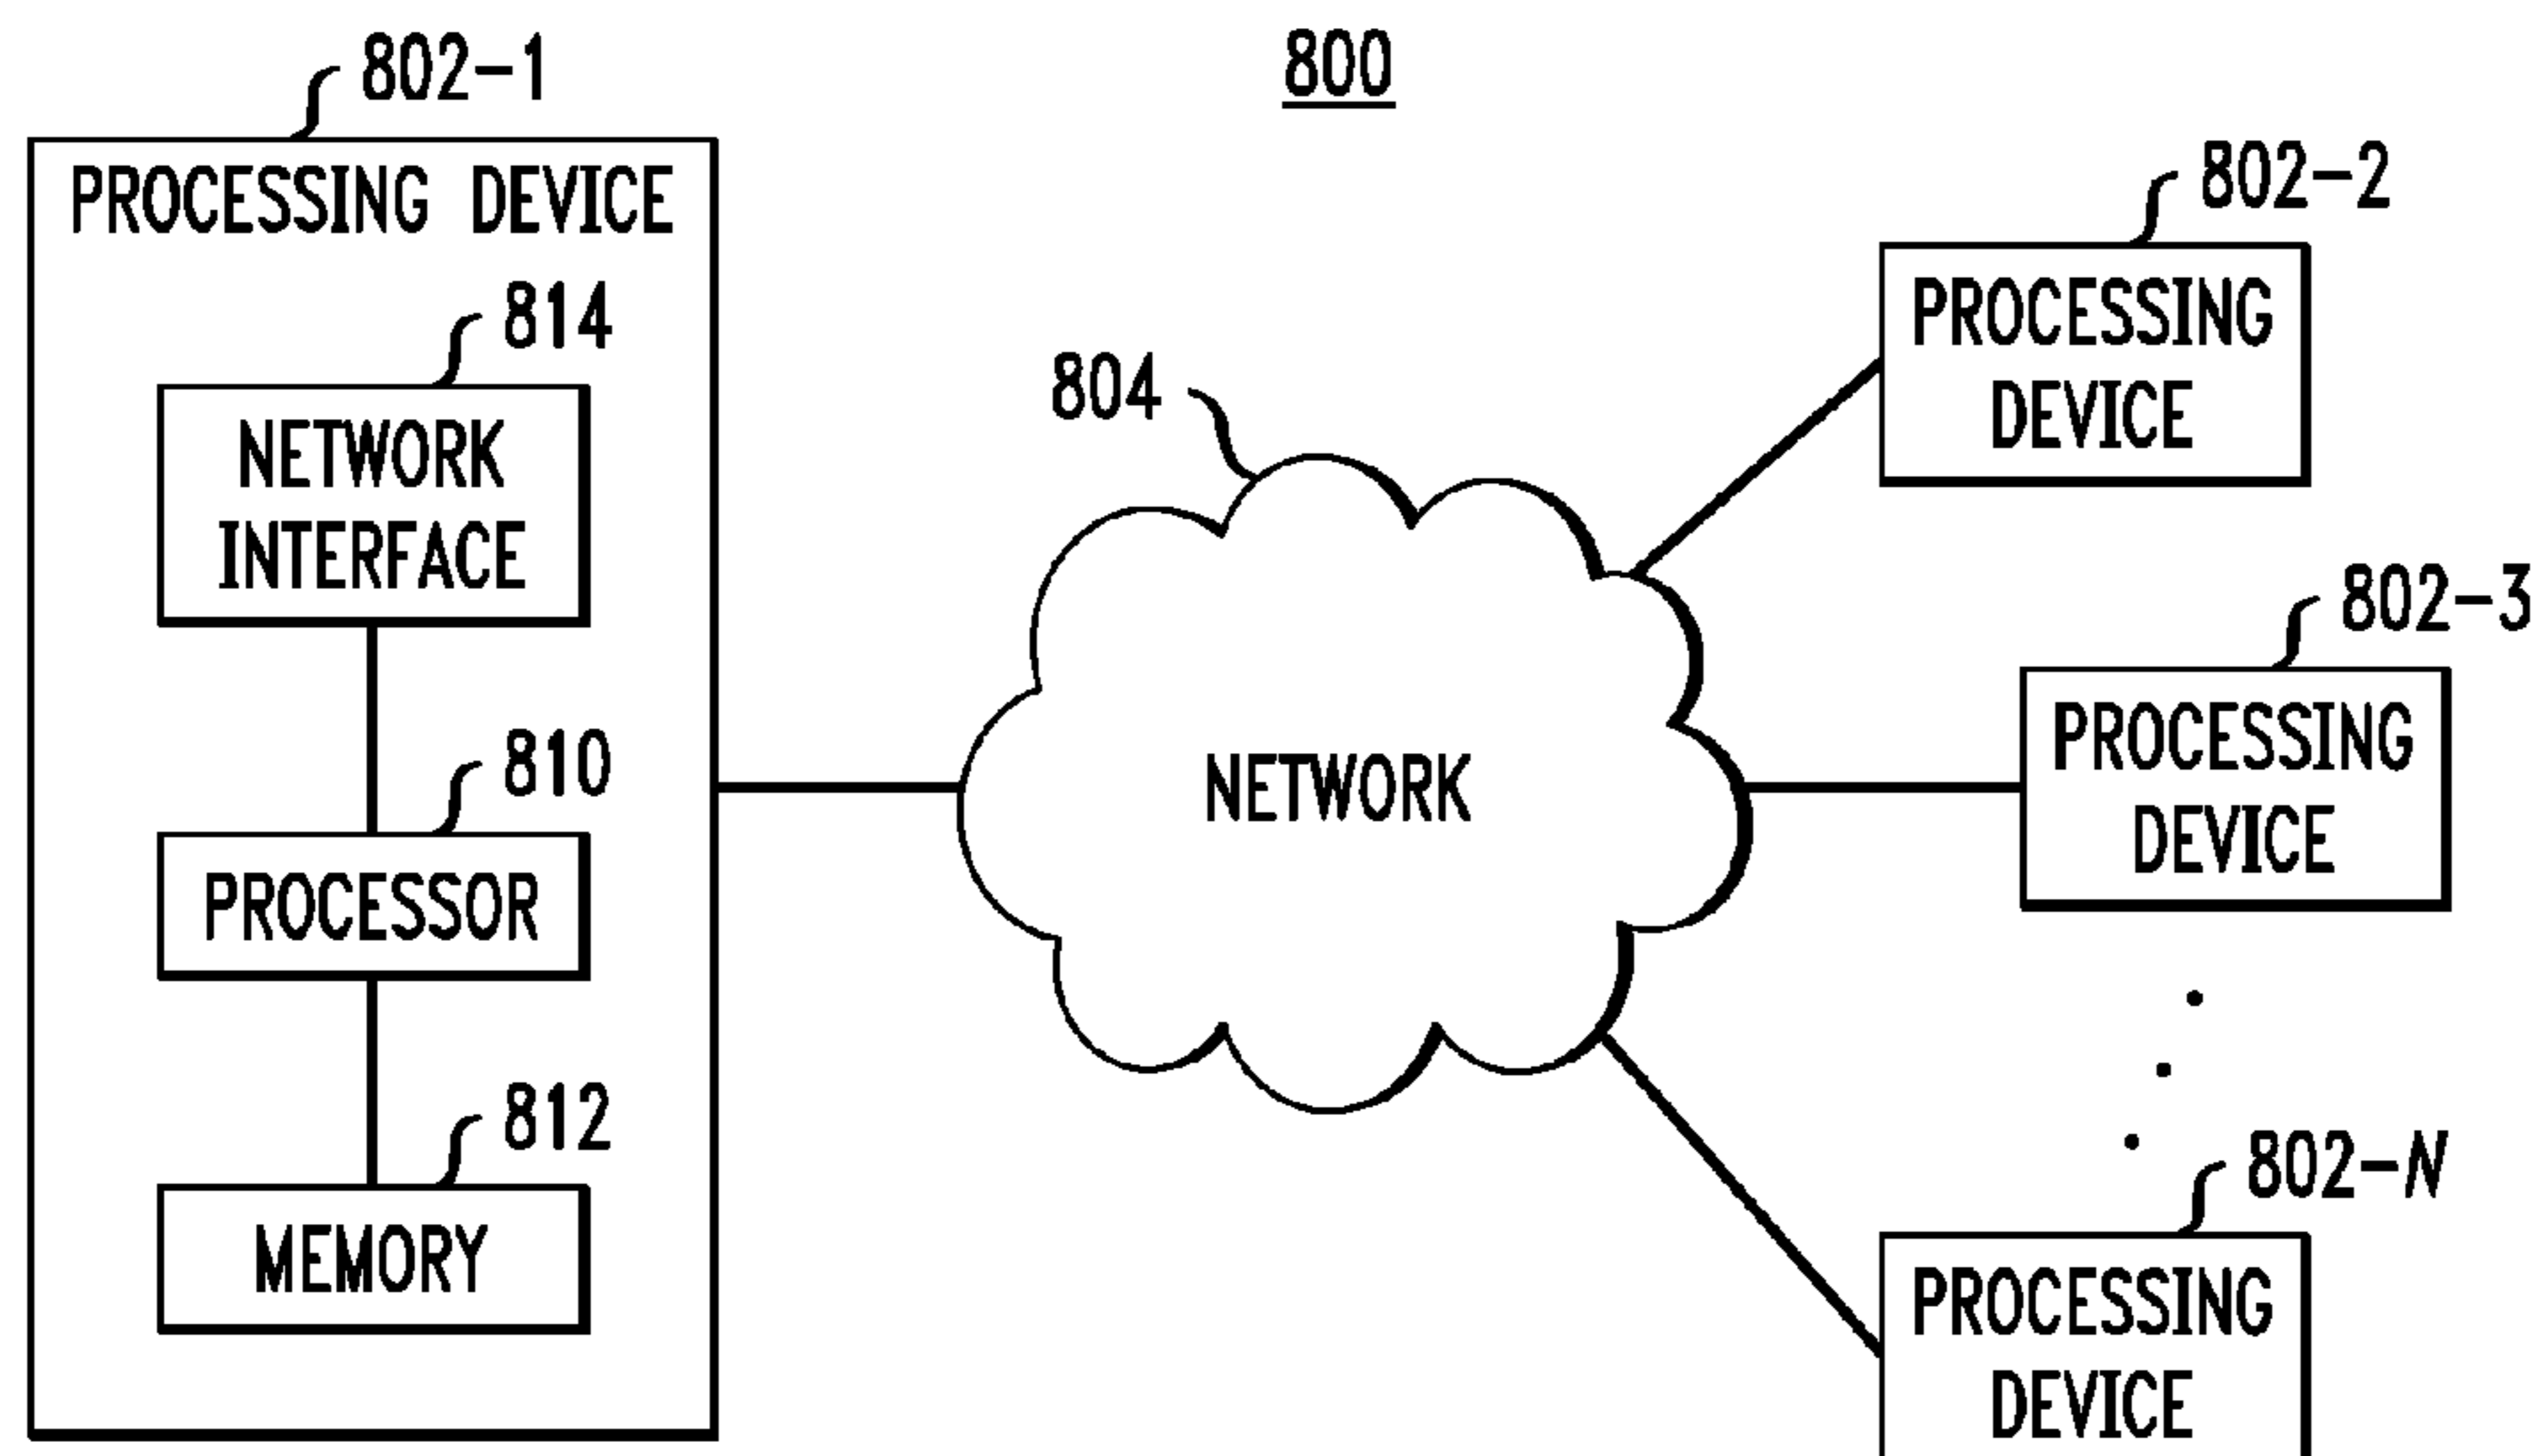 800
802-1
PROCESSING DEVICE
814
NETWORK
INTERFACE
810
PROCESSOR
812
MEMORY
804
NETWORK
802-2
PROCESSING
DEVICE
802-3
PROCESSING
DEVICE
802-N
PROCESSING
DEVICE